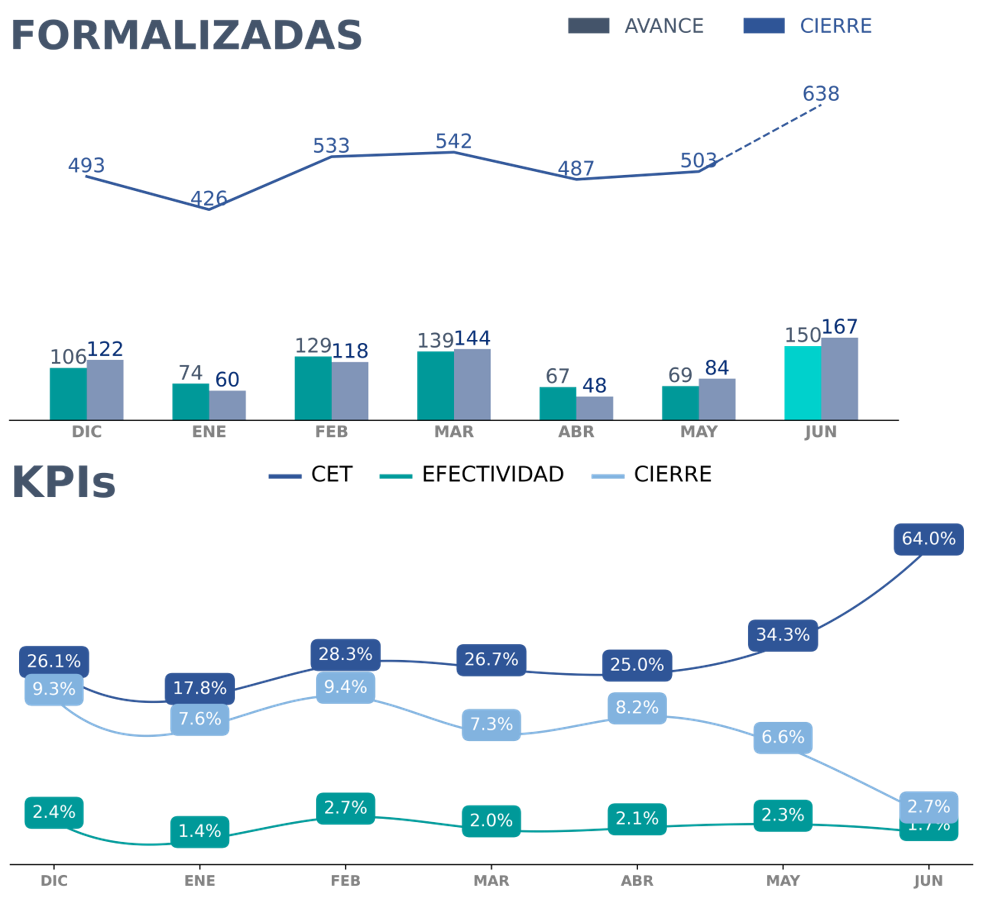 FORMALIZADAS
AVANCE CIERRE
638
533 542
493 487 503
426
106 122 74 60 129 118 139 144 67 48 69 84 150 167
DIC ENE FEB MAR ABR MAY JUN
KPIs
CET EFECTIVIDAD CIERRE
26.1% 17.8% 28.3% 26.7% 25.0% 34.3% 64.0%
9.3% 7.6% 9.4% 7.3% 8.2% 6.6% 2.7%
2.4% 1.4% 2.7% 2.0% 2.1% 2.3% 1.7%
DIC ENE FEB MAR ABR MAY JUN